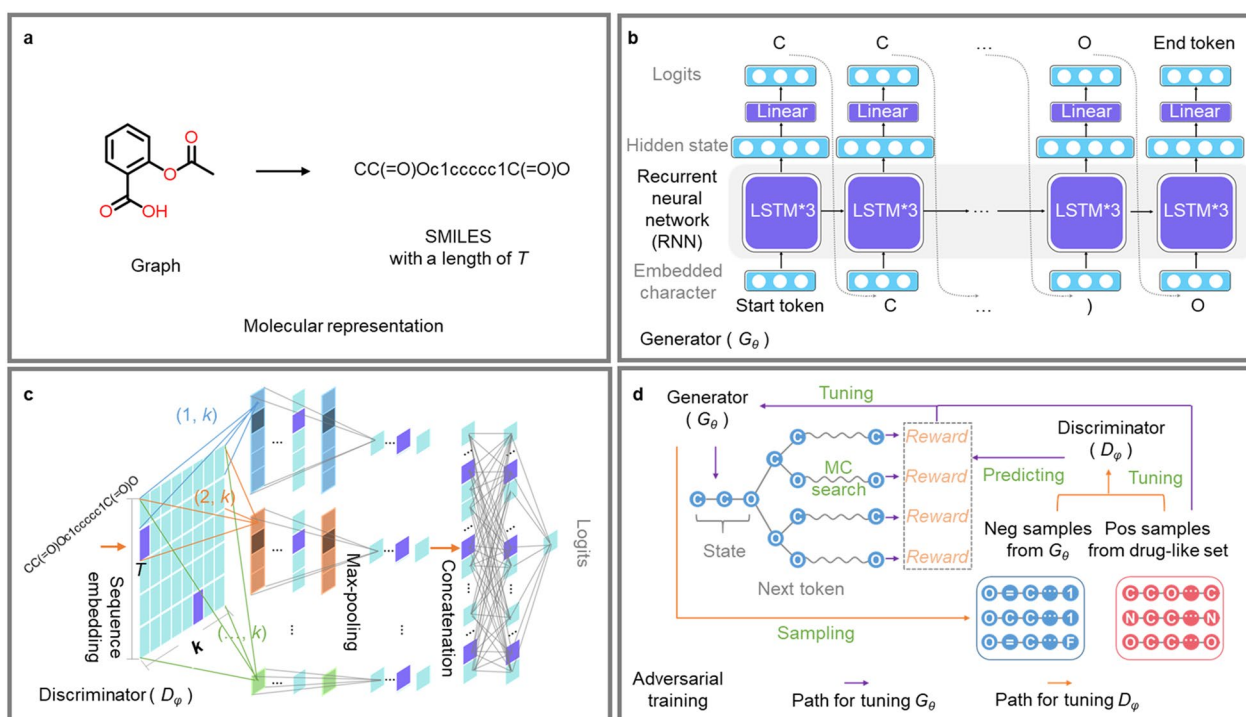 a
O
O
O
OH
Graph
CC(=O)Oc1ccccc1C(=O)O
SMILES
with a length of T
Molecular representation
b
C C ... O End token
Logits
Linear Linear Linear Linear
Hidden state
Recurrent
neural
network
(RNN)
LSTM*3 LSTM*3 ... LSTM*3 LSTM*3
Embedded
character
Start token C ... ) O
Generator ( Gθ )
c
(1, k)
(2, k)
(..., k)
CC(=O)Oc1ccccc1C(=O)O
T
k
Sequence
embedding
Max-pooling
Concatenation
Logits
Discriminator ( Dφ )
d
Tuning
Generator
( Gθ )
C C Reward
C
MC
search
O O Reward
C C O
State
C C Reward
O
O O Reward
Next token
Discriminator
( Dφ )
Predicting
Tuning
Neg samples
from Gθ
Pos samples
from drug-like set
O = C ... 1
O C C ... 1
O = C ... F
C C O ... C
N C C ... N
O C C ... O
Sampling
Adversarial
training
Path for tuning Gθ
Path for tuning Dφ